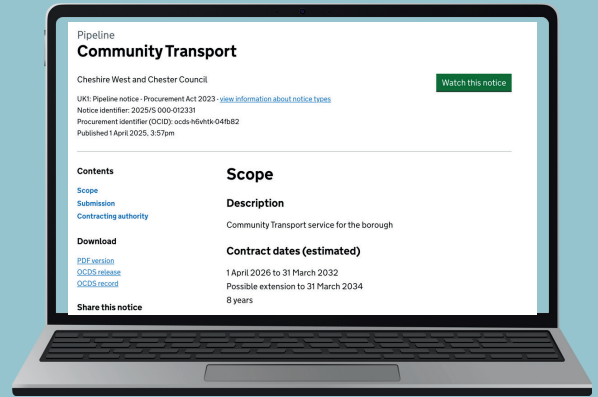 Pipeline
Community Transport
Cheshire West and Chester Council
Watch this notice
UK1: Pipeline notice - Procurement Act 2023 - view information about notice types
Notice identifier: 2025/S 000-012331
Procurement identifier (OCID): ocds-h6vhtk-04fb82
Published 1 April 2025, 3:57pm
Contents
Scope
Submission
Contracting authority
Download
PDF version
OCDS release
OCDS record
Share this notice
Scope
Description
Community Transport service for the borough
Contract dates (estimated)
1 April 2026 to 31 March 2032
Possible extension to 31 March 2034
8 years